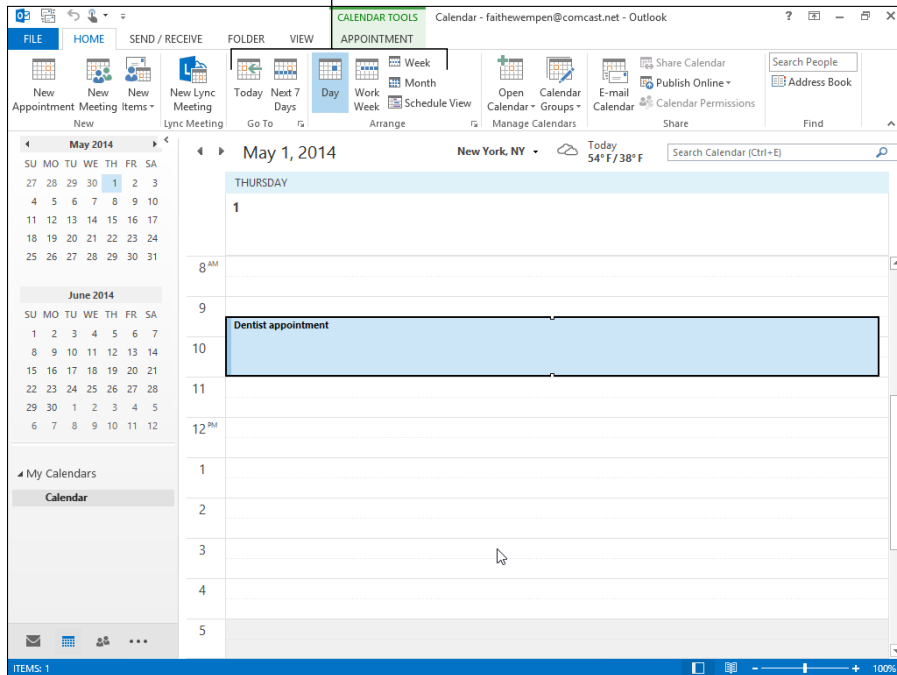 CALENDAR TOOLS Calendar - faithewempen@comcast.net - Outlook ?
FILE HOME SEND / RECEIVE FOLDER VIEW APPOINTMENT
New Appointment
New Meeting
New Items
New
New Lync Meeting
Lync Meeting
Today
Next 7 Days
Go To
Day
Work Week
Week
Month
Schedule View
Arrange
Open Calendar
Calendar Groups
Manage Calendars
E-mail Calendar
Share Calendar
Publish Online
Calendar Permissions
Share
Search People
Address Book
Find
May 2014
SU MO TU WE TH FR SA
27 28 29 30 1 2 3
4 5 6 7 8 9 10
11 12 13 14 15 16 17
18 19 20 21 22 23 24
25 26 27 28 29 30 31
June 2014
SU MO TU WE TH FR SA
1 2 3 4 5 6 7
8 9 10 11 12 13 14
15 16 17 18 19 20 21
22 23 24 25 26 27 28
29 30 1 2 3 4 5
6 7 8 9 10 11 12
My Calendars
Calendar
May 1, 2014
New York, NY
Today
54° F / 38° F
Search Calendar (Ctrl+E)
THURSDAY
1
8 AM
9
Dentist appointment
10
11
12 PM
1
2
3
4
5
ITEMS: 1
100%